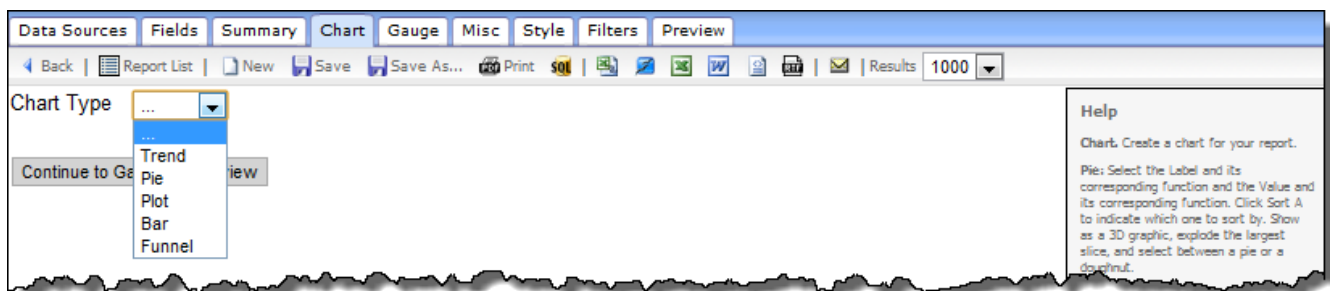 Data Sources Fields Summary Chart Gauge Misc Style Filters Preview
Back | Report List | New Save Save As... Print SQL | | Results 1000
Chart Type ...
...
Trend
Pie
Plot
Bar
Funnel
Continue to Ga iew
Help
Chart. Create a chart for your report.
Pie: Select the Label and its
corresponding function and the Value and
its corresponding function. Click Sort A
to indicate which one to sort by. Show
as a 3D graphic, explode the largest
slice, and select between a pie or a
doughnut.